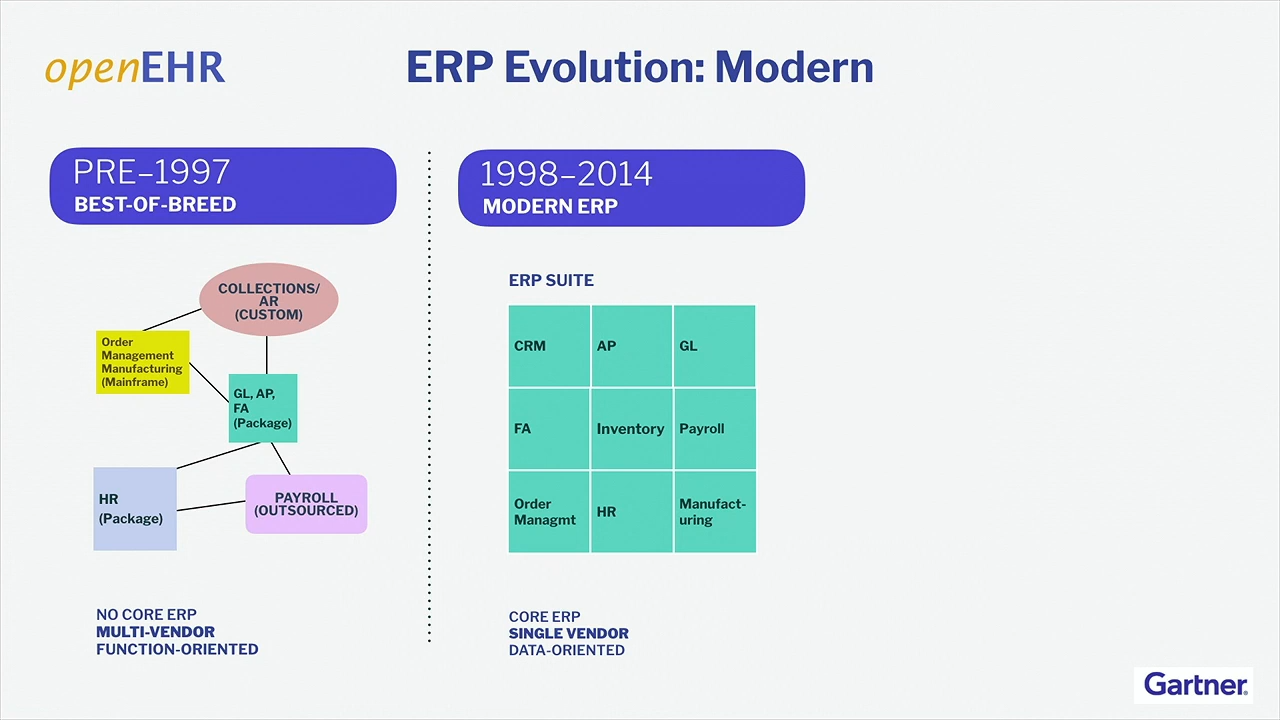 openEHR
ERP Evolution: Modern
PRE–1997
BEST-OF-BREED
COLLECTIONS/
AR
(CUSTOM)
Order
Management
Manufacturing
(Mainframe)
GL, AP,
FA
(Package)
HR
(Package)
PAYROLL
(OUTSOURCED)
NO CORE ERP
MULTI-VENDOR
FUNCTION-ORIENTED
1998–2014
MODERN ERP
ERP SUITE
CRM
AP
GL
FA
Inventory
Payroll
Order
Managmt
HR
Manufact-
uring
CORE ERP
SINGLE VENDOR
DATA-ORIENTED
Gartner®